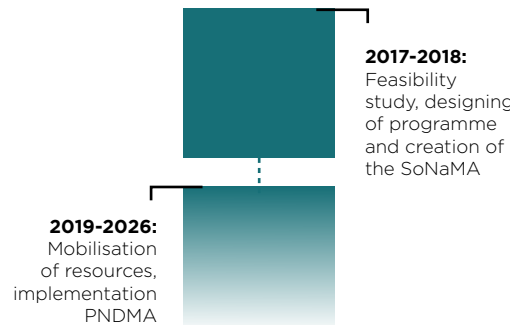 2017-2018:
Feasibility
study, designing
of programme
and creation of
the SoNaMA
2019-2026:
Mobilisation
of resources,
implementation
PNDMA